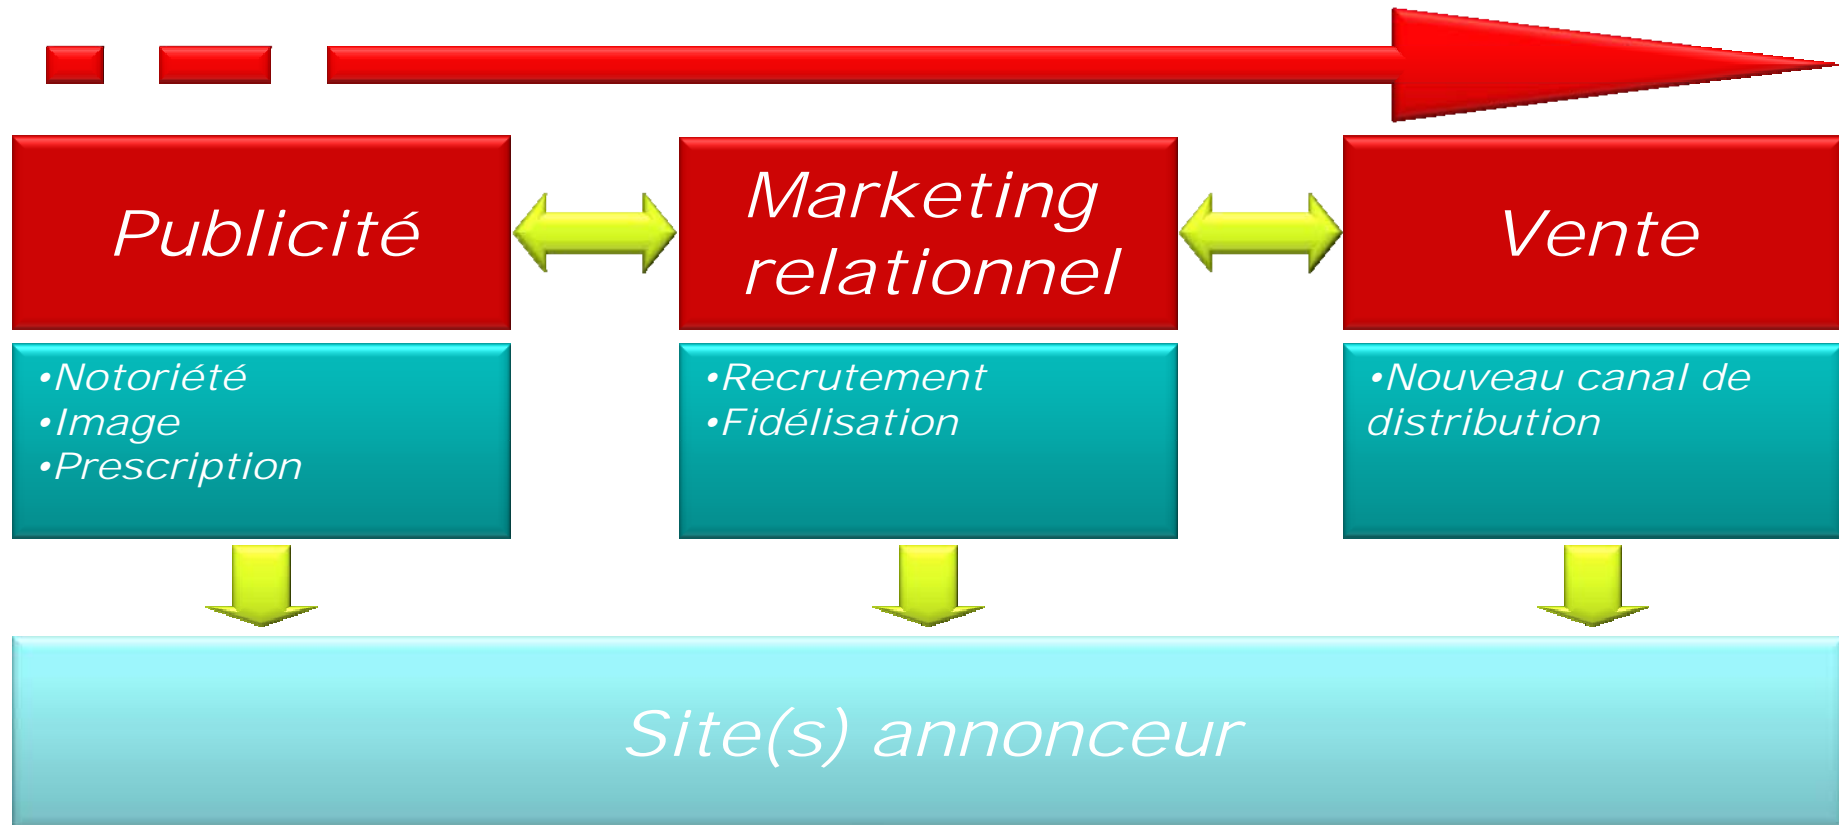 Publicité
Marketing
relationnel
Vente
•Notoriété
•Image
•Prescription
•Recrutement
•Fidélisation
•Nouveau canal de
distribution
Site(s) annonceur